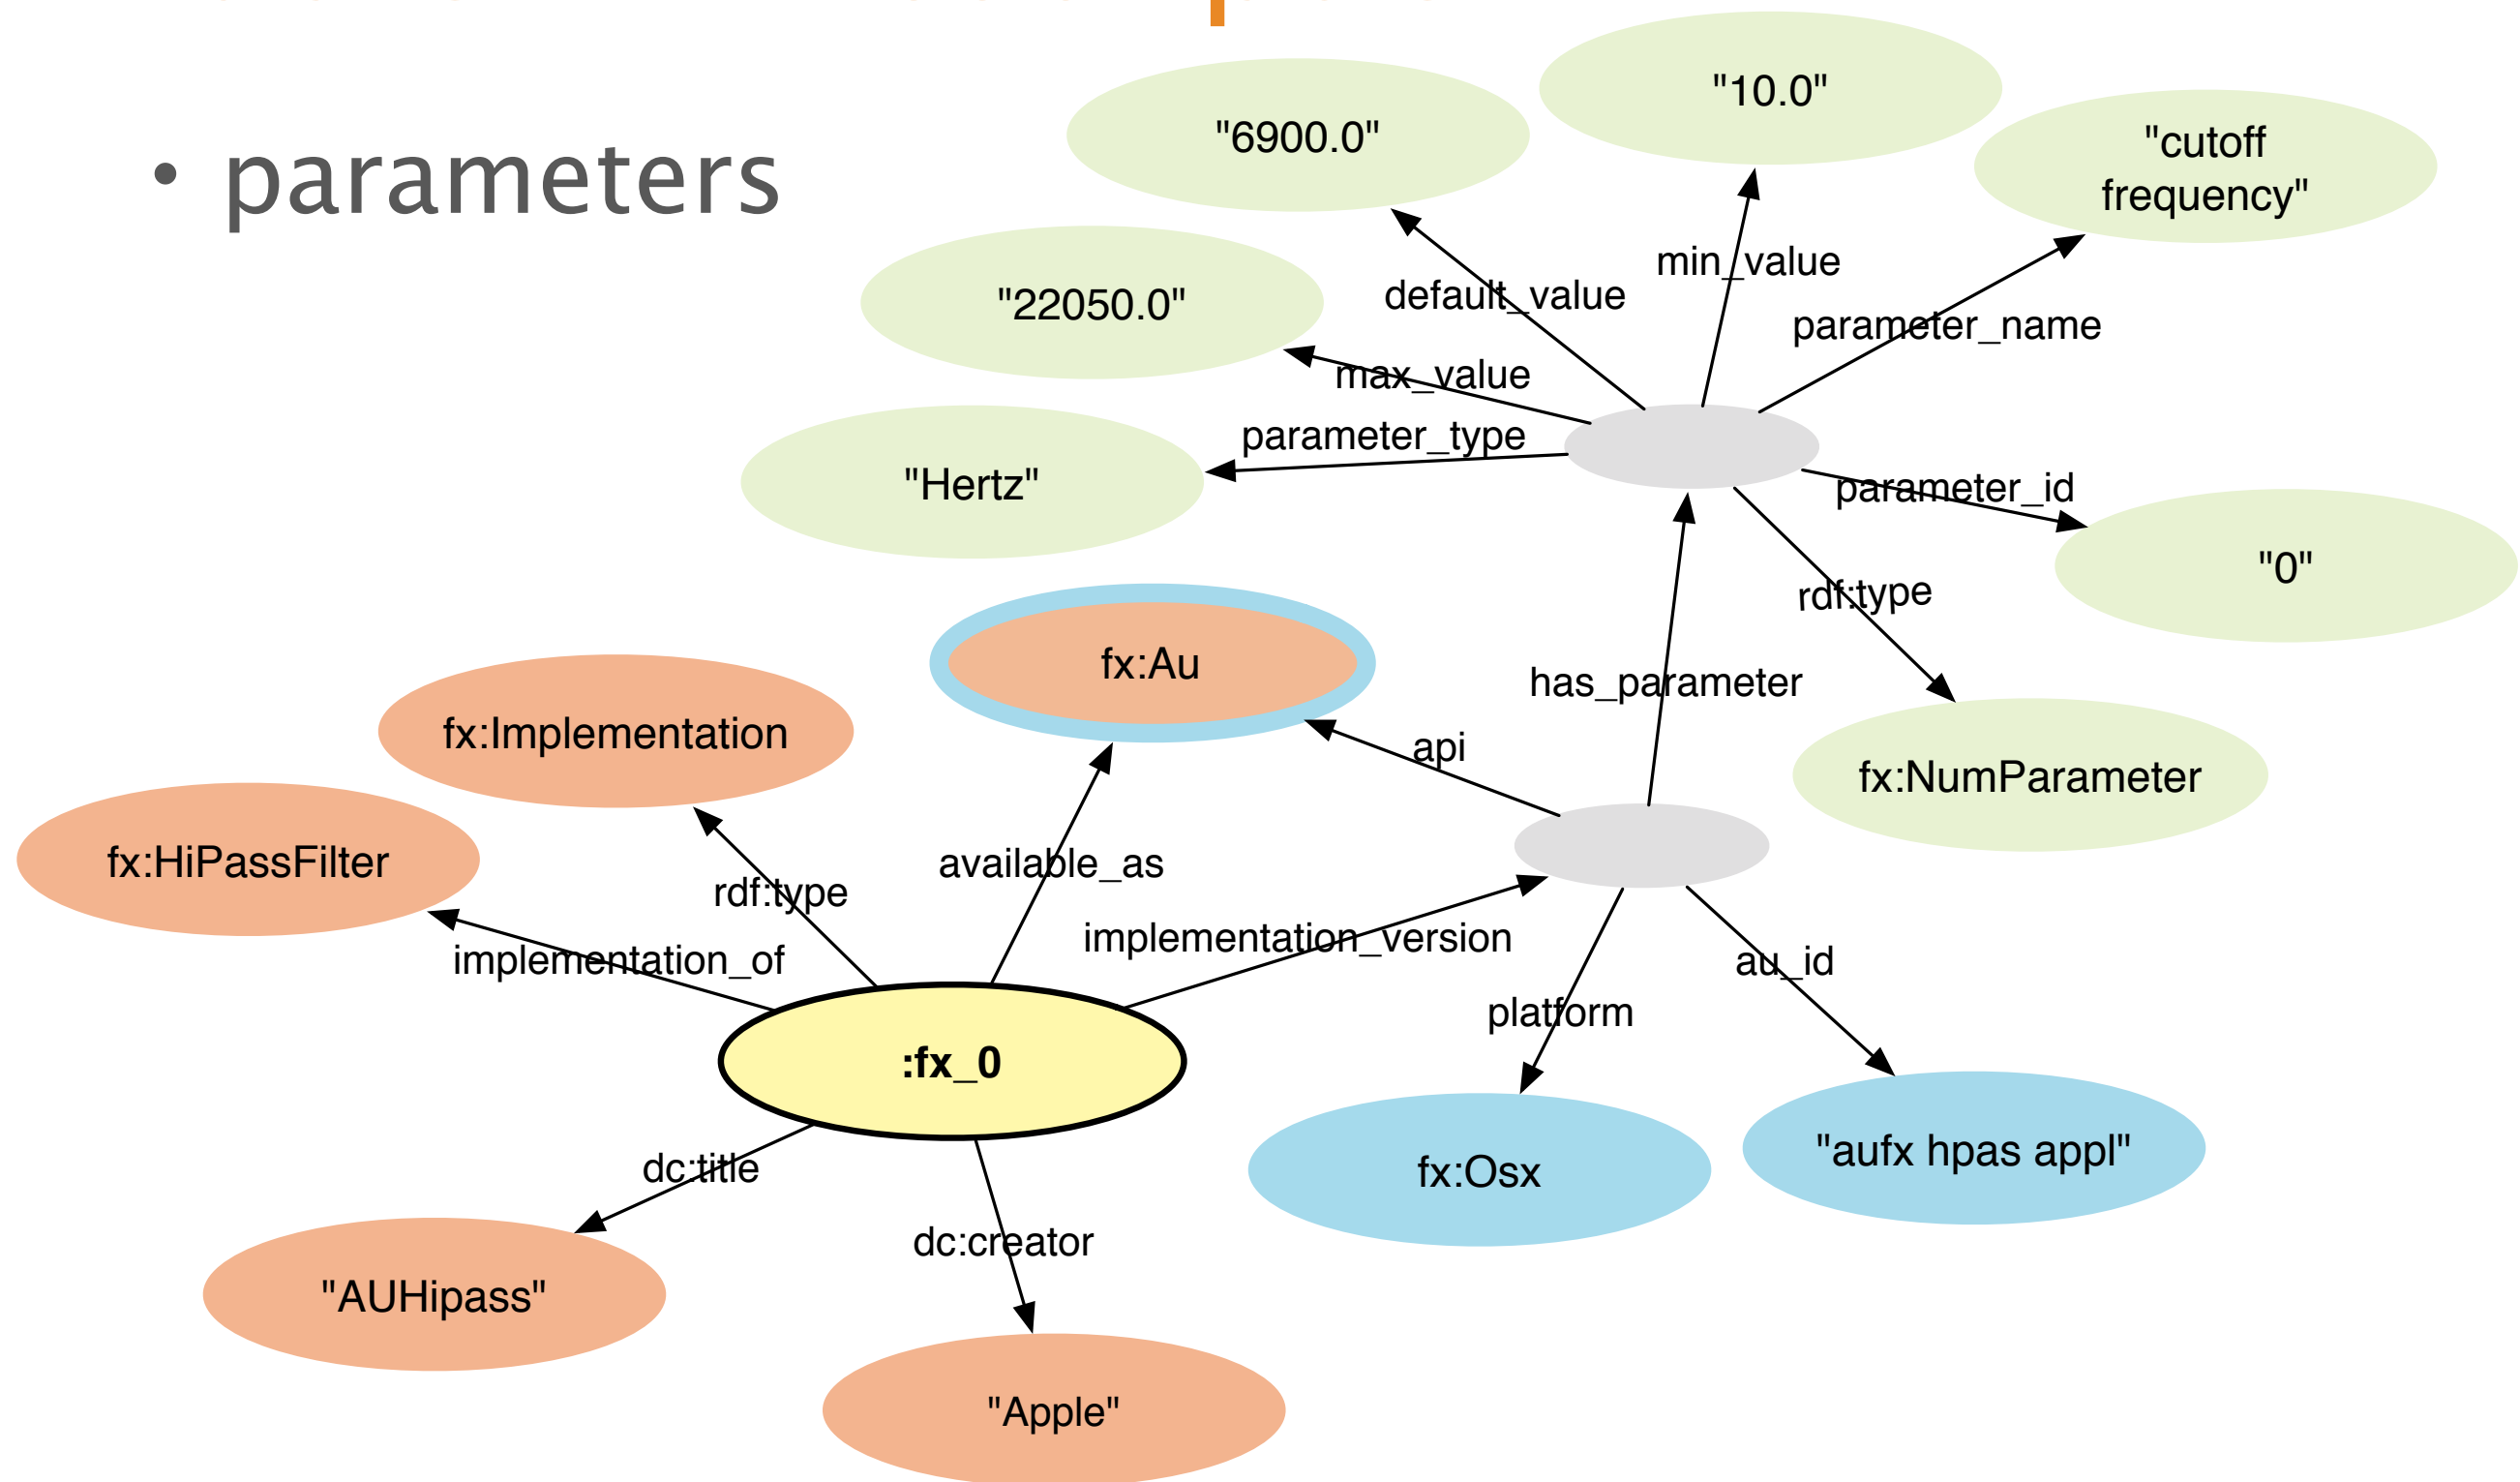 • parameters
"10.0"
"6900.0"
"cutoff
frequency"
min_value
default_value
"22050.0"
parameter_name
max_value
parameter_type
"Hertz"
parameter_id
"0"
rdf:type
fx:Au
has_parameter
fx:Implementation
api
fx:NumParameter
fx:HiPassFilter
available_as
rdf:type
implementation_version
implementation_of
au_id
platform
:fx_0
"aufx hpas appl"
fx:Osx
dc:title
dc:creator
"AUHipass"
"Apple"